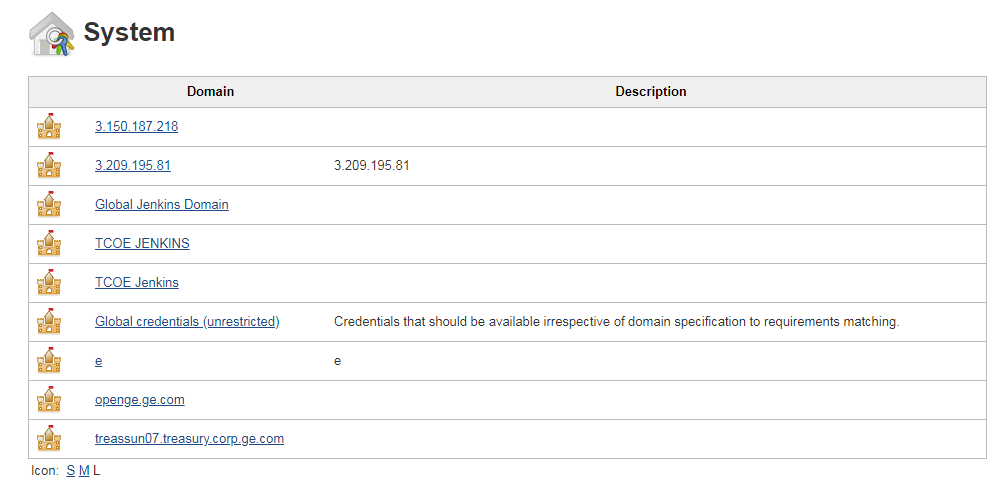 System
Domain Description
3.150.187.218
3.209.195.81 3.209.195.81
Global Jenkins Domain
TCOE JENKINS
TCOE Jenkins
Global credentials (unrestricted) Credentials that should be available irrespective of domain specification to requirements matching.
e e
openge.ge.com
treassun07.treasury.corp.ge.com
Icon: S M L